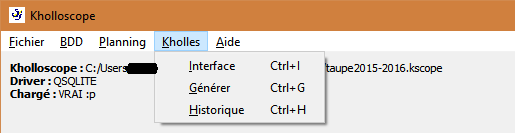 Kholloscope
Fichier BDD Planning Kholles Aide
Kholloscope : C:/Users /taupe2015-2016.kscope
Driver : QSQLITE
Chargé : VRAI :p
Interface Ctrl+I
Générer Ctrl+G
Historique Ctrl+H